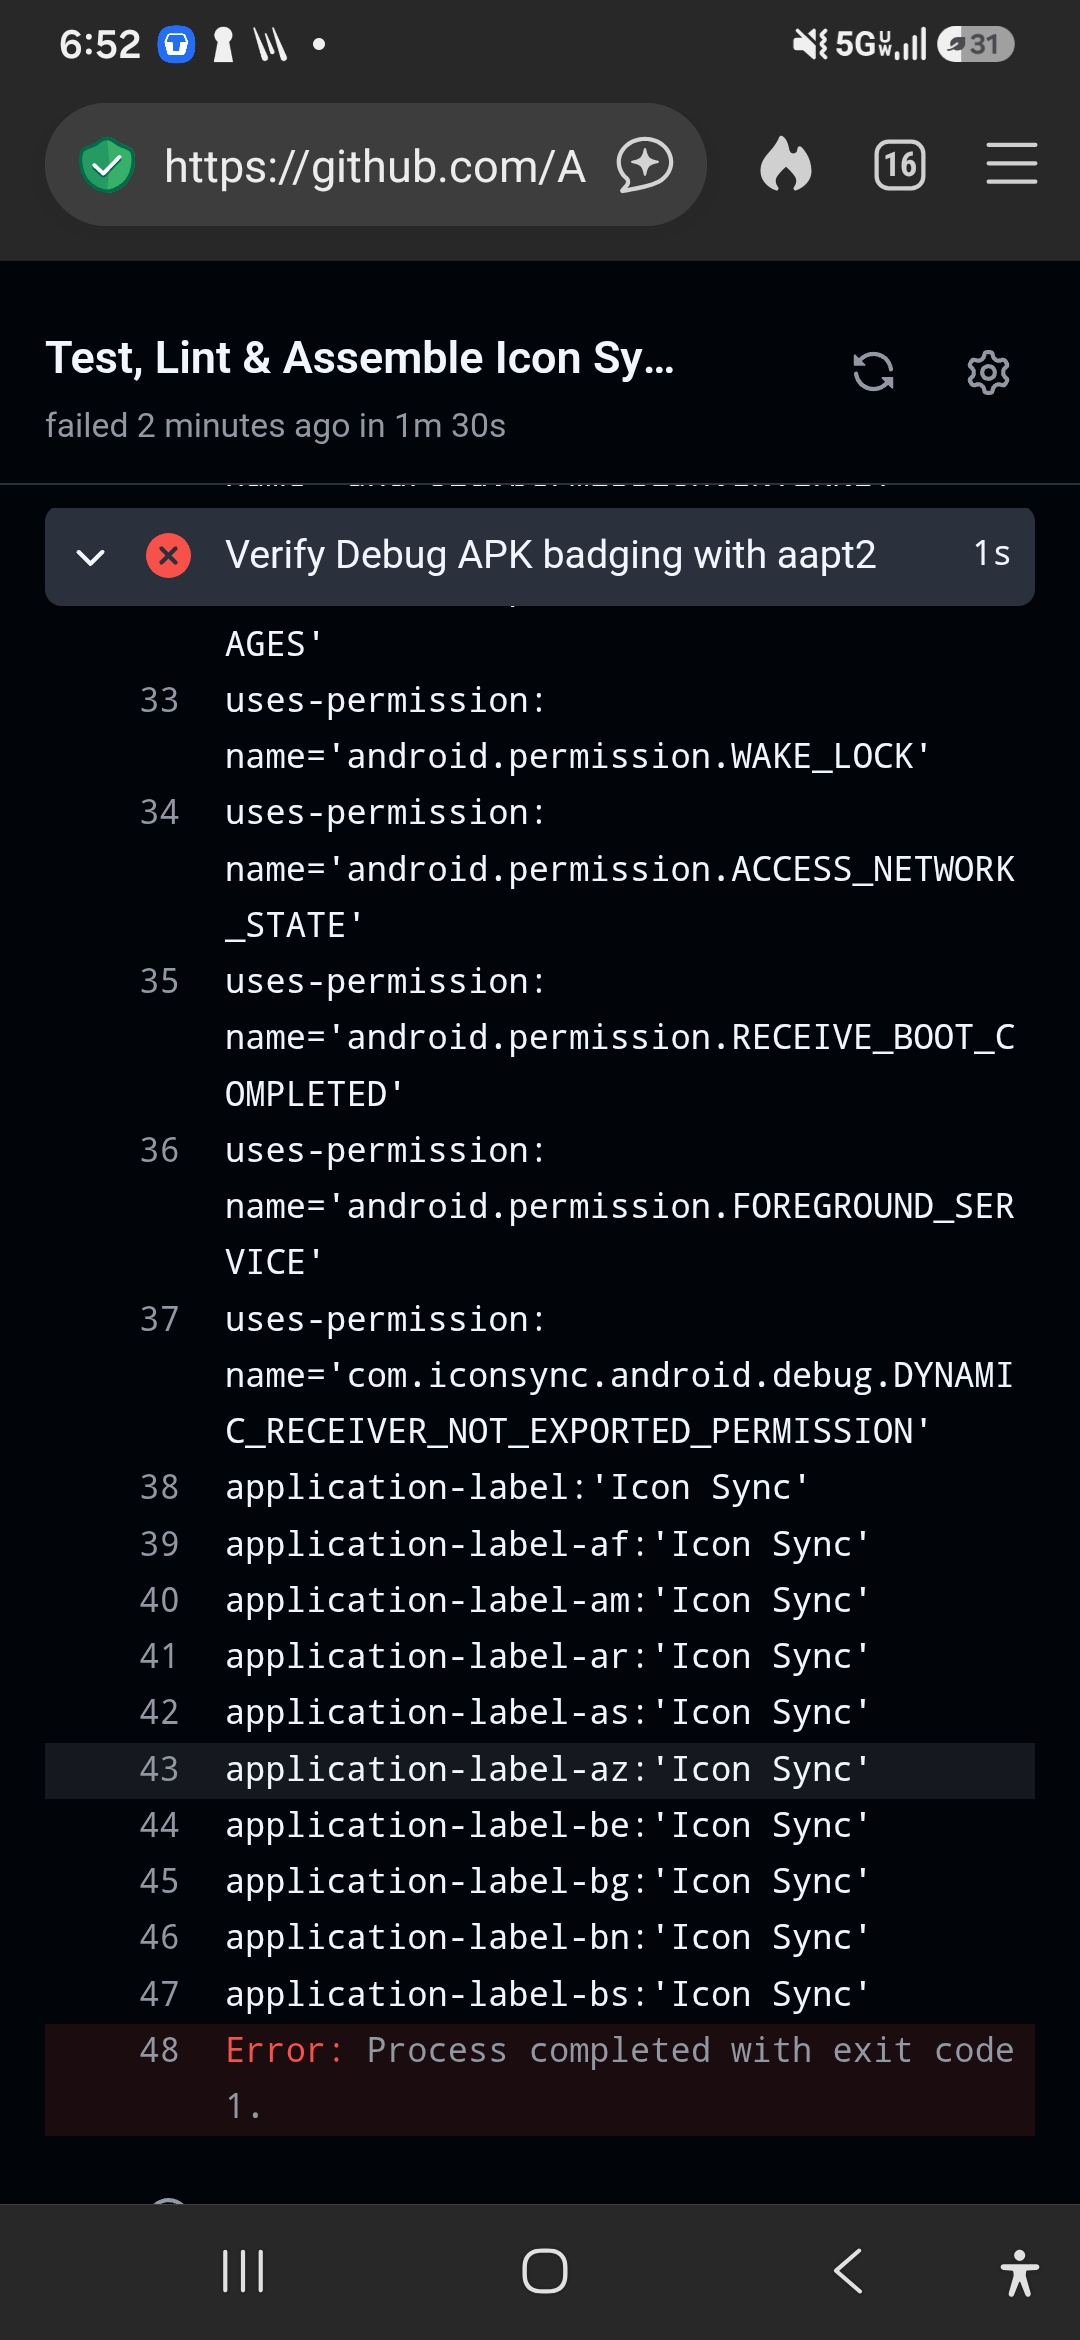 6:52
5G
31
https://github.com/A
16
Test, Lint & Assemble Icon Sy...
failed 2 minutes ago in 1m 30s
Verify Debug APK badging with aapt2 1s
AGES'
33 uses-permission:
name='android.permission.WAKE_LOCK'
34 uses-permission:
name='android.permission.ACCESS_NETWORK
_STATE'
35 uses-permission:
name='android.permission.RECEIVE_BOOT_C
OMPLETED'
36 uses-permission:
name='android.permission.FOREGROUND_SER
VICE'
37 uses-permission:
name='com.iconsync.android.debug.DYNAMI
C_RECEIVER_NOT_EXPORTED_PERMISSION'
38 application-label:'Icon Sync'
39 application-label-af:'Icon Sync'
40 application-label-am:'Icon Sync'
41 application-label-ar:'Icon Sync'
42 application-label-as:'Icon Sync'
43 application-label-az:'Icon Sync'
44 application-label-be:'Icon Sync'
45 application-label-bg:'Icon Sync'
46 application-label-bn:'Icon Sync'
47 application-label-bs:'Icon Sync'
48 Error: Process completed with exit code
1.